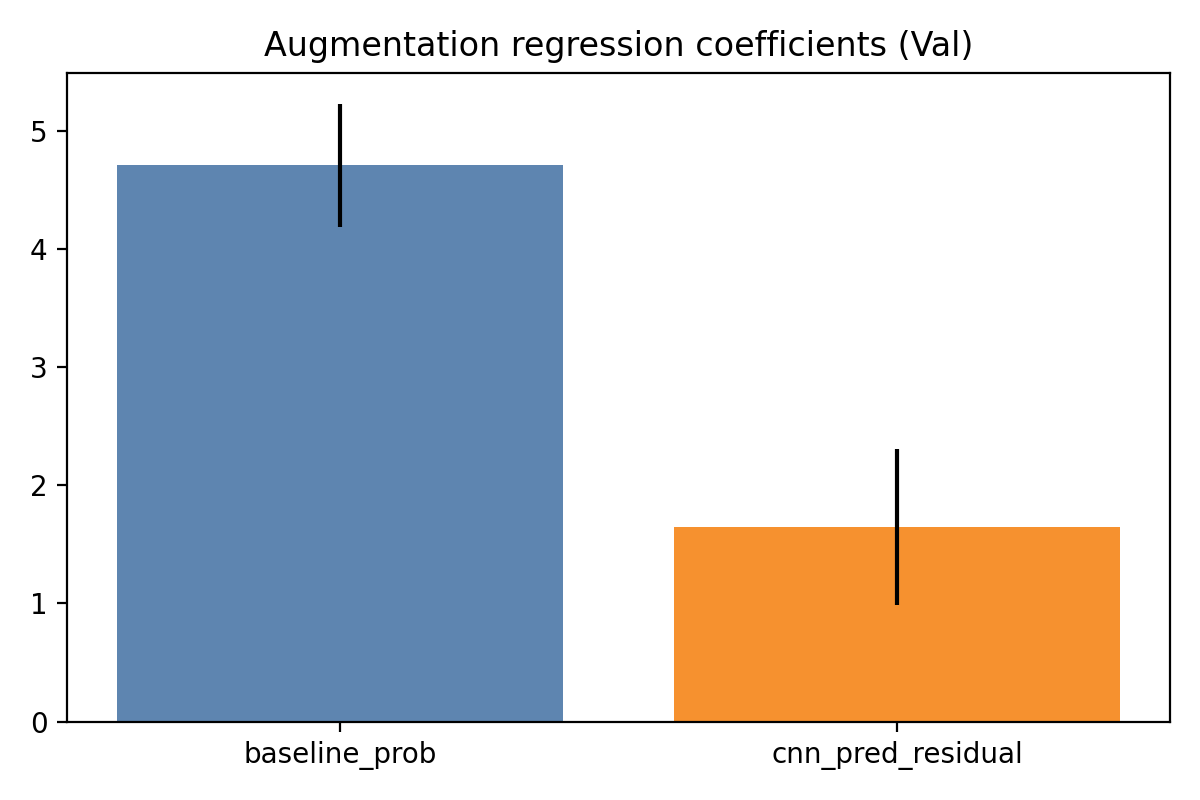 Augmentation regression coefficients (Val)
5
4
3
2
1
0
baseline_prob
cnn_pred_residual